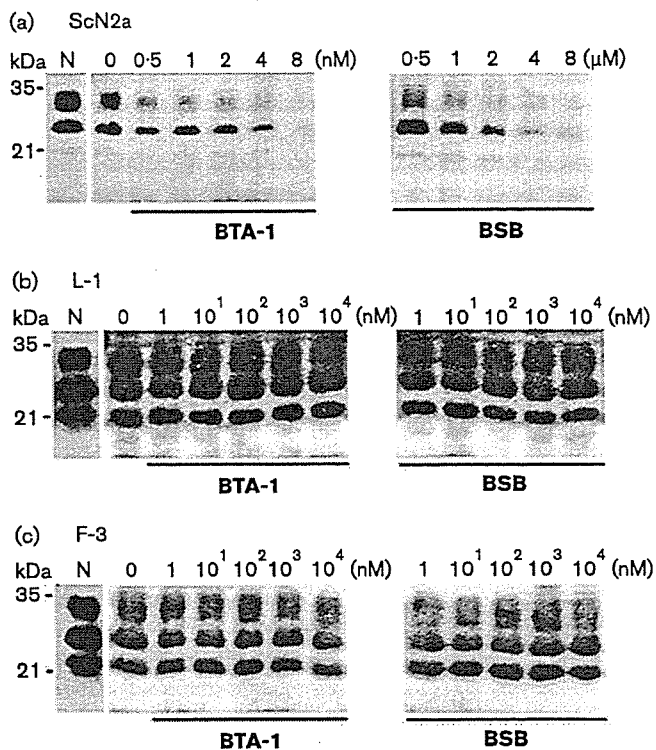 (a) ScN2a
kDa N 0 0·5 1 2 4 8 (nM) 0·5 1 2 4 8 (µM)
35-
21-
BTA-1 BSB
(b) L-1
kDa N 0 1 10¹ 10² 10³ 10⁴ (nM) 1 10¹ 10² 10³ 10⁴ (nM)
35-
21-
BTA-1 BSB
(c) F-3
kDa N 0 1 10¹ 10² 10³ 10⁴ (nM) 1 10¹ 10² 10³ 10⁴ (nM)
35-
21-
BTA-1 BSB